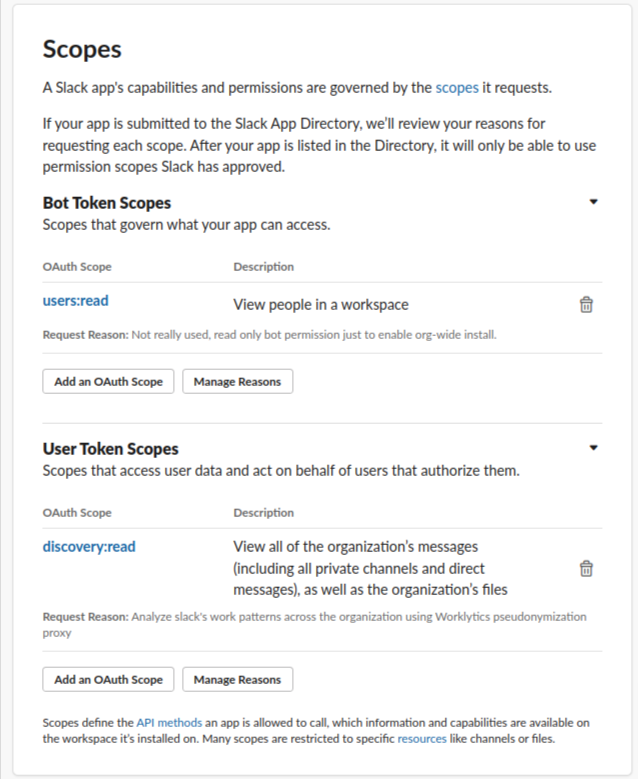 Scopes
A Slack app's capabilities and permissions are governed by the scopes it requests.
If your app is submitted to the Slack App Directory, we’ll review your reasons for
requesting each scope. After your app is listed in the Directory, it will only be able to use
permission scopes Slack has approved.
Bot Token Scopes
Scopes that govern what your app can access.
OAuth Scope Description
users:read View people in a workspace
Request Reason: Not really used, read only bot permission just to enable org-wide install.
Add an OAuth Scope Manage Reasons
User Token Scopes
Scopes that access user data and act on behalf of users that authorize them.
OAuth Scope Description
discovery:read View all of the organization’s messages
(including all private channels and direct
messages), as well as the organization’s files
Request Reason: Analyze slack's work patterns across the organization using Worklytics pseudonymization
proxy
Add an OAuth Scope Manage Reasons
Scopes define the API methods an app is allowed to call, which information and capabilities are available on
the workspace it’s installed on. Many scopes are restricted to specific resources like channels or files.